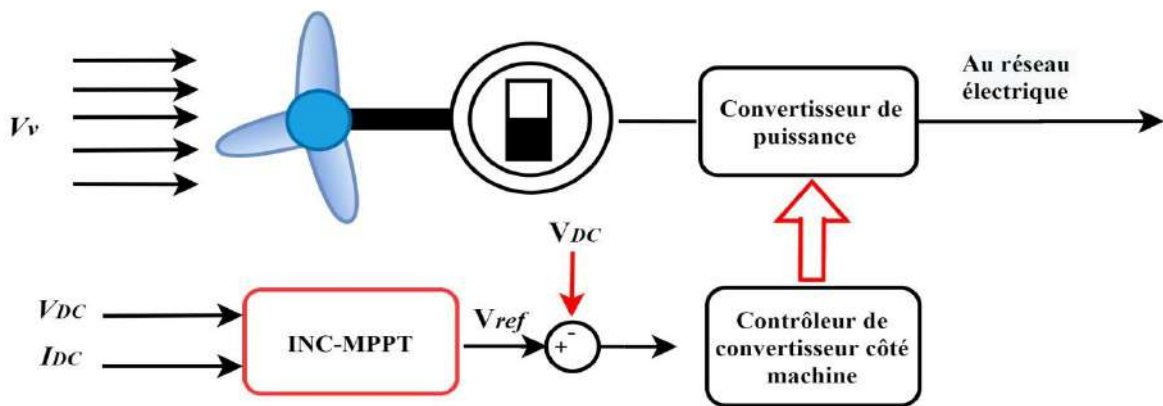 Vv
Convertisseur de
puissance
Au réseau
électrique
VDC
VDC
IDC
INC-MPPT
Vref
+
-
Contrôleur de
convertisseur côté
machine